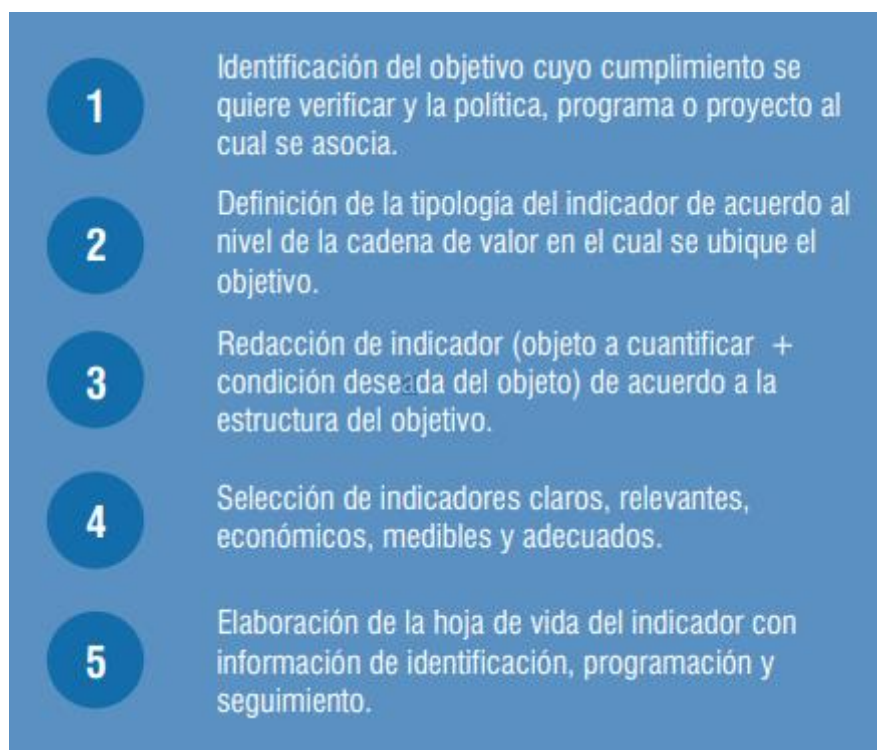 1
Identificación del objetivo cuyo cumplimiento se
quiere verificar y la política, programa o proyecto al
cual se asocia.
2
Definición de la tipología del indicador de acuerdo al
nivel de la cadena de valor en el cual se ubique el
objetivo.
3
Redacción de indicador (objeto a cuantificar +
condición deseada del objeto) de acuerdo a la
estructura del objetivo.
4
Selección de indicadores claros, relevantes,
económicos, medibles y adecuados.
5
Elaboración de la hoja de vida del indicador con
información de identificación, programación y
seguimiento.